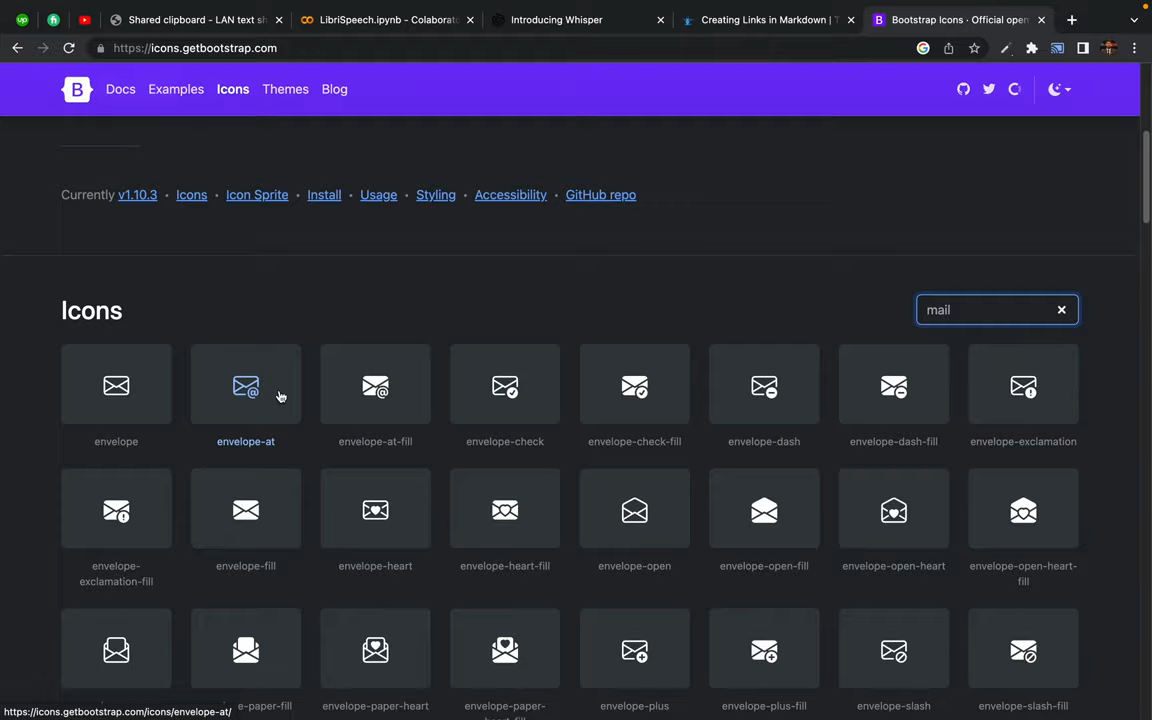 up
Shared clipboard - LAN text sh
LibriSpeech.ipynb - Colaborato
Introducing Whisper
Creating Links in Markdown | T
Bootstrap Icons · Official open
https://icons.getbootstrap.com
B Docs Examples Icons Themes Blog
Currently v1.10.3 · Icons · Icon Sprite · Install · Usage · Styling · Accessibility · GitHub repo
Icons
mail
envelope
envelope-at
envelope-at-fill
envelope-check
envelope-check-fill
envelope-dash
envelope-dash-fill
envelope-exclamation
envelope-
exclamation-fill
envelope-fill
envelope-heart
envelope-heart-fill
envelope-open
envelope-open-fill
envelope-open-heart
envelope-open-heart-
fill
e-paper-fill
envelope-paper-heart
envelope-paper-
heart-fill
envelope-plus
envelope-plus-fill
envelope-slash
envelope-slash-fill
https://icons.getbootstrap.com/icons/envelope-at/